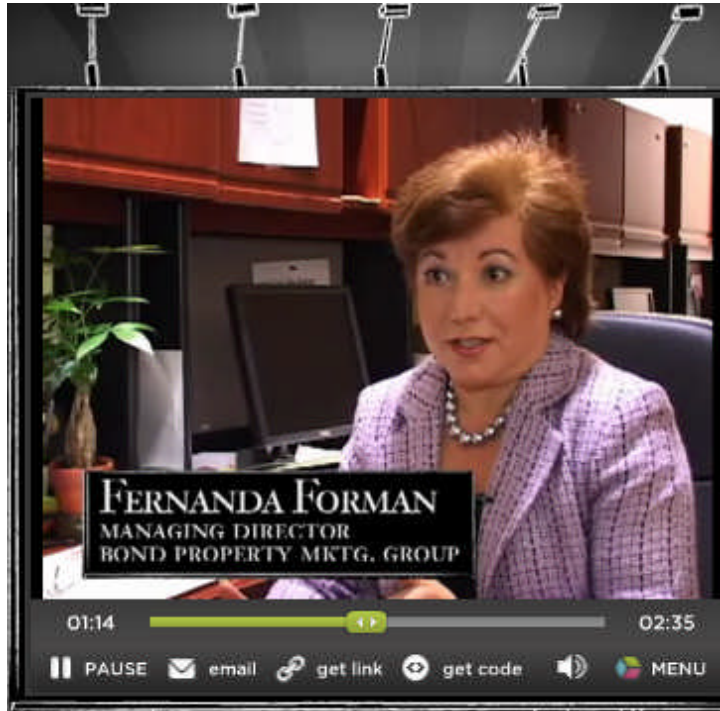 FERNANDA FORMAN
MANAGING DIRECTOR
BOND PROPERTY MKTG. GROUP
01:14 02:35
PAUSE email get link get code MENU